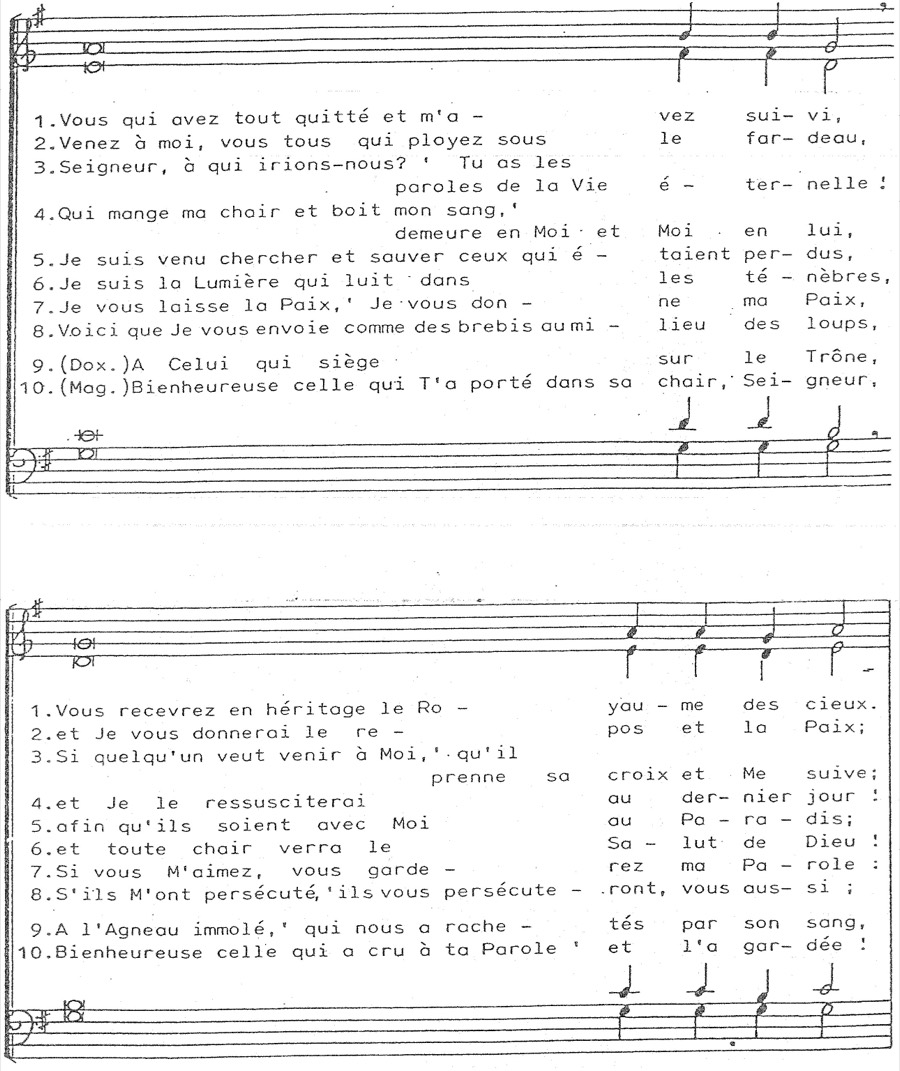 1.Vous qui avez tout quitté et m'a - vez sui- vi,
2.Venez à moi, vous tous qui ployez sous le far- deau,
3.Seigneur, à qui irions-nous? ' Tu as les
paroles de la Vie é - ter- nelle !
4.Qui mange ma chair et boit mon sang,'
demeure en Moi et Moi en lui,
5.Je suis venu chercher et sauver ceux qui é - taient per- dus,
6.Je suis la Lumière qui luit dans les té - nèbres,
7.Je vous laisse la Paix,' Je vous don - ne ma Paix,
8.Voici que Je vous envoie comme des brebis au mi - lieu des loups,
9.(Dox.)A Celui qui siège sur le Trône,
10.(Mag.)Bienheureuse celle qui T'a porté dans sa chair, Sei- gneur,
1.Vous recevrez en héritage le Ro - yau - me des cieux.
2.et Je vous donnerai le re - pos et la Paix;
3.Si quelqu'un veut venir à Moi,' qu'il
prenne sa croix et Me suive;
4.et Je le ressusciterai au der- nier jour !
5.afin qu'ils soient avec Moi au Pa - ra - dis;
6.et toute chair verra le Sa - lut de Dieu !
7.Si vous M'aimez, vous garde - rez ma Pa - role :
8.S'ils M'ont persécuté,'ils vous persécute - ront, vous aus- si ;
9.A l'Agneau immolé,' qui nous a rache - tés par son sang,
10.Bienheureuse celle qui a cru à ta Parole ' et l'a gar- dée !